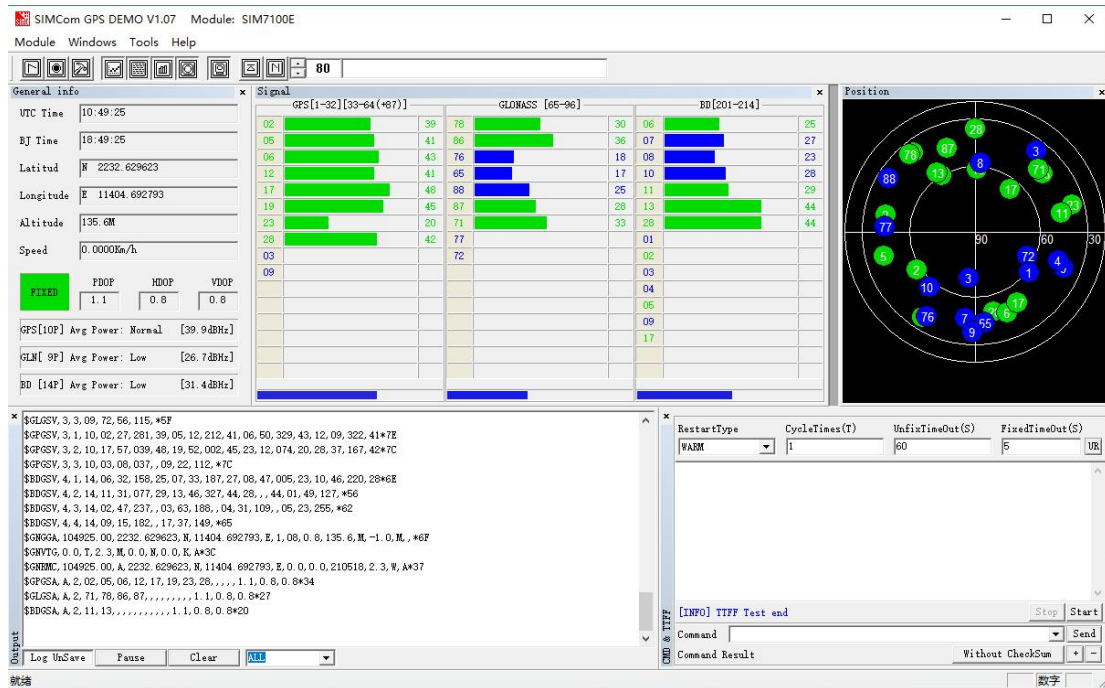 SIMCom GPS DEMO V1.07 Module: SIM7100E
Module Windows Tools Help
80
General info
UTC Time 10:49:25
BJ Time 18:49:25
Latitud N 2232.629623
Longitude E 11404.692793
Altitude 135.6M
Speed 0.0000Km/h
PDOP HDOP VDOP
FIXED 1.1 0.8 0.8
GPS[10P] Avg Power: Normal [39.9dBHz]
GLN[ 9P] Avg Power: Low [26.7dBHz]
BD [14P] Avg Power: Low [31.4dBHz]
Signal
GPS[1-32][33-64(+87)] GLONASS [65-96] BD[201-214]
02 39 78 30 06 25
05 41 86 36 07 27
06 43 76 18 08 23
12 41 65 17 10 28
17 48 88 25 11 29
19 45 87 28 13 44
23 20 71 33 28 44
28 42 77 01
03 72 02
09 03
04
05
09
17
Position
28
87 3
78 8
13 71
88 17
23
11
77
90 60 30
5 72 4
2 3 1
10
17
76 7 6
65
9
$GLGSV,3,3,09,72,56,115,*5F
$GPGSV,3,1,10,02,27,281,39,05,12,212,41,06,50,329,43,12,09,322,41*7E
$GPGSV,3,2,10,17,57,039,48,19,52,002,45,23,12,074,20,28,37,167,42*7C
$GPGSV,3,3,10,03,08,037,,09,22,112,*7C
$BDGSV,4,1,14,06,32,158,25,07,33,187,27,08,47,005,23,10,46,220,28*6E
$BDGSV,4,2,14,11,31,077,29,13,46,327,44,28,,,44,01,49,127,*56
$BDGSV,4,3,14,02,47,237,,03,63,188,,04,31,109,,05,23,255,*62
$BDGSV,4,4,14,09,15,182,,17,37,149,*65
$GNGGA,104925.00,2232.629623,N,11404.692793,E,1,08,0.8,135.6,M,-1.0,M,,*6F
$GNVTG,0.0,T,2.3,M,0.0,N,0.0,K,A*3C
$GNRMC,104925.00,A,2232.629623,N,11404.692793,E,0.0,0.0,210518,2.3,W,A*37
$GPGSA,A,2,02,05,06,12,17,19,23,28,,,,,1.1,0.8,0.8*34
$GLGSA,A,2,71,78,86,87,,,,,,,,,1.1,0.8,0.8*27
$BDGSA,A,2,11,13,,,,,,,,,,,1.1,0.8,0.8*20
Output
Log UnSave Pause Clear ALL
RestartType CycleTimes(T) UnfixTimeOut(S) FixedTimeOut(S)
WARM 1 60 5 UR
[INFO] TTFF Test end Stop Start
CMD & TTFF
Command Send
Command Result Without CheckSum + -
就绪 数字